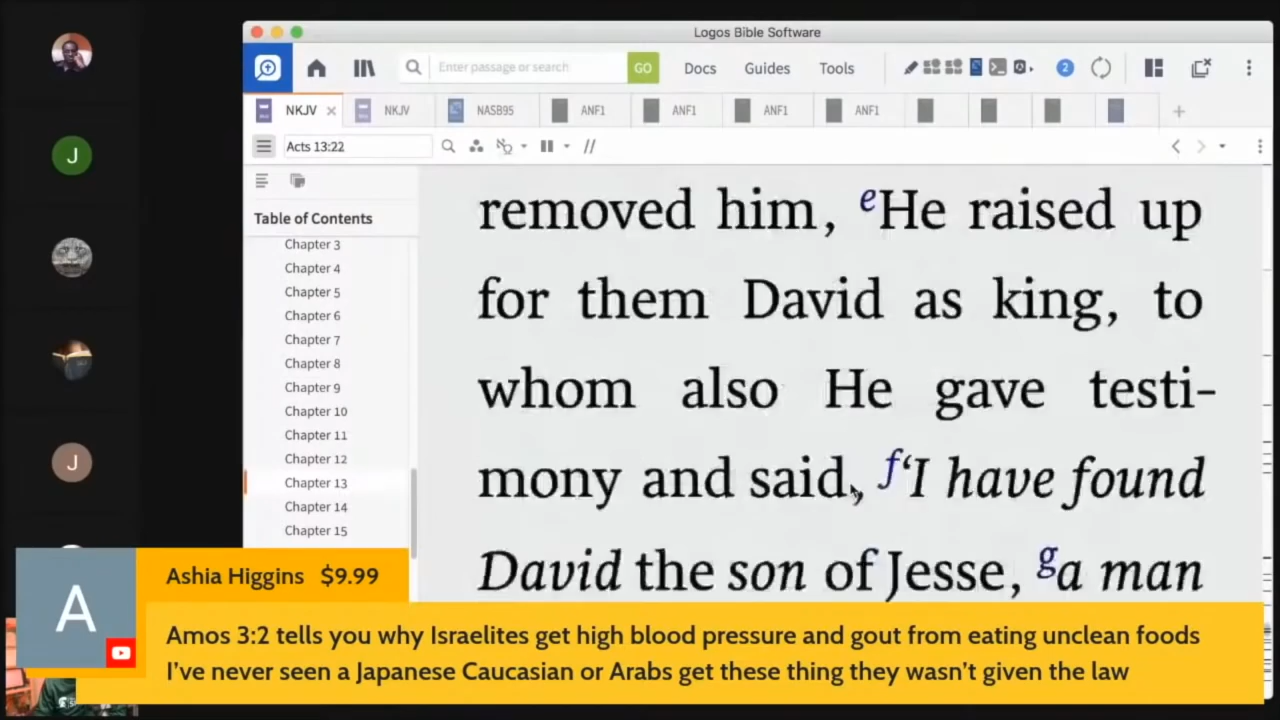 Logos Bible Software
Enter passage or search
GO
Docs
Guides
Tools
2
NKJV
NKJV
NASB95
ANF1
ANF1
ANF1
ANF1
Acts 13:22
Table of Contents
Chapter 3
Chapter 4
Chapter 5
Chapter 6
Chapter 7
Chapter 8
Chapter 9
Chapter 10
Chapter 11
Chapter 12
Chapter 13
Chapter 14
Chapter 15
removed him, eHe raised up
for them David as king, to
whom also He gave testi-
mony and said, f‘I have found
David the son of Jesse, ga man
J
J
A
Ashia Higgins $9.99
Amos 3:2 tells you why Israelites get high blood pressure and gout from eating unclean foods
I’ve never seen a Japanese Caucasian or Arabs get these thing they wasn’t given the law